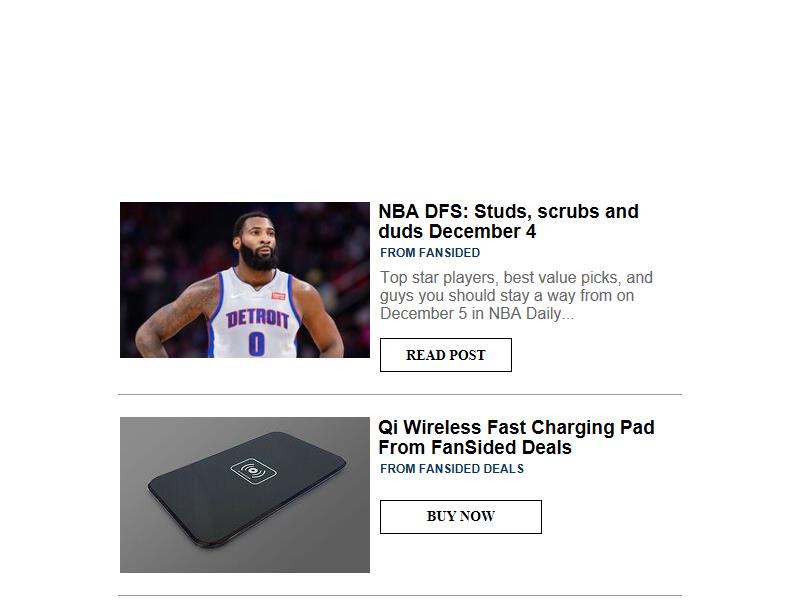 NBA DFS: Studs, scrubs and
duds December 4
FROM FANSIDED
Top star players, best value picks, and
guys you should stay a way from on
December 5 in NBA Daily...
READ POST
DETROIT
0
Qi Wireless Fast Charging Pad
From FanSided Deals
FROM FANSIDED DEALS
BUY NOW